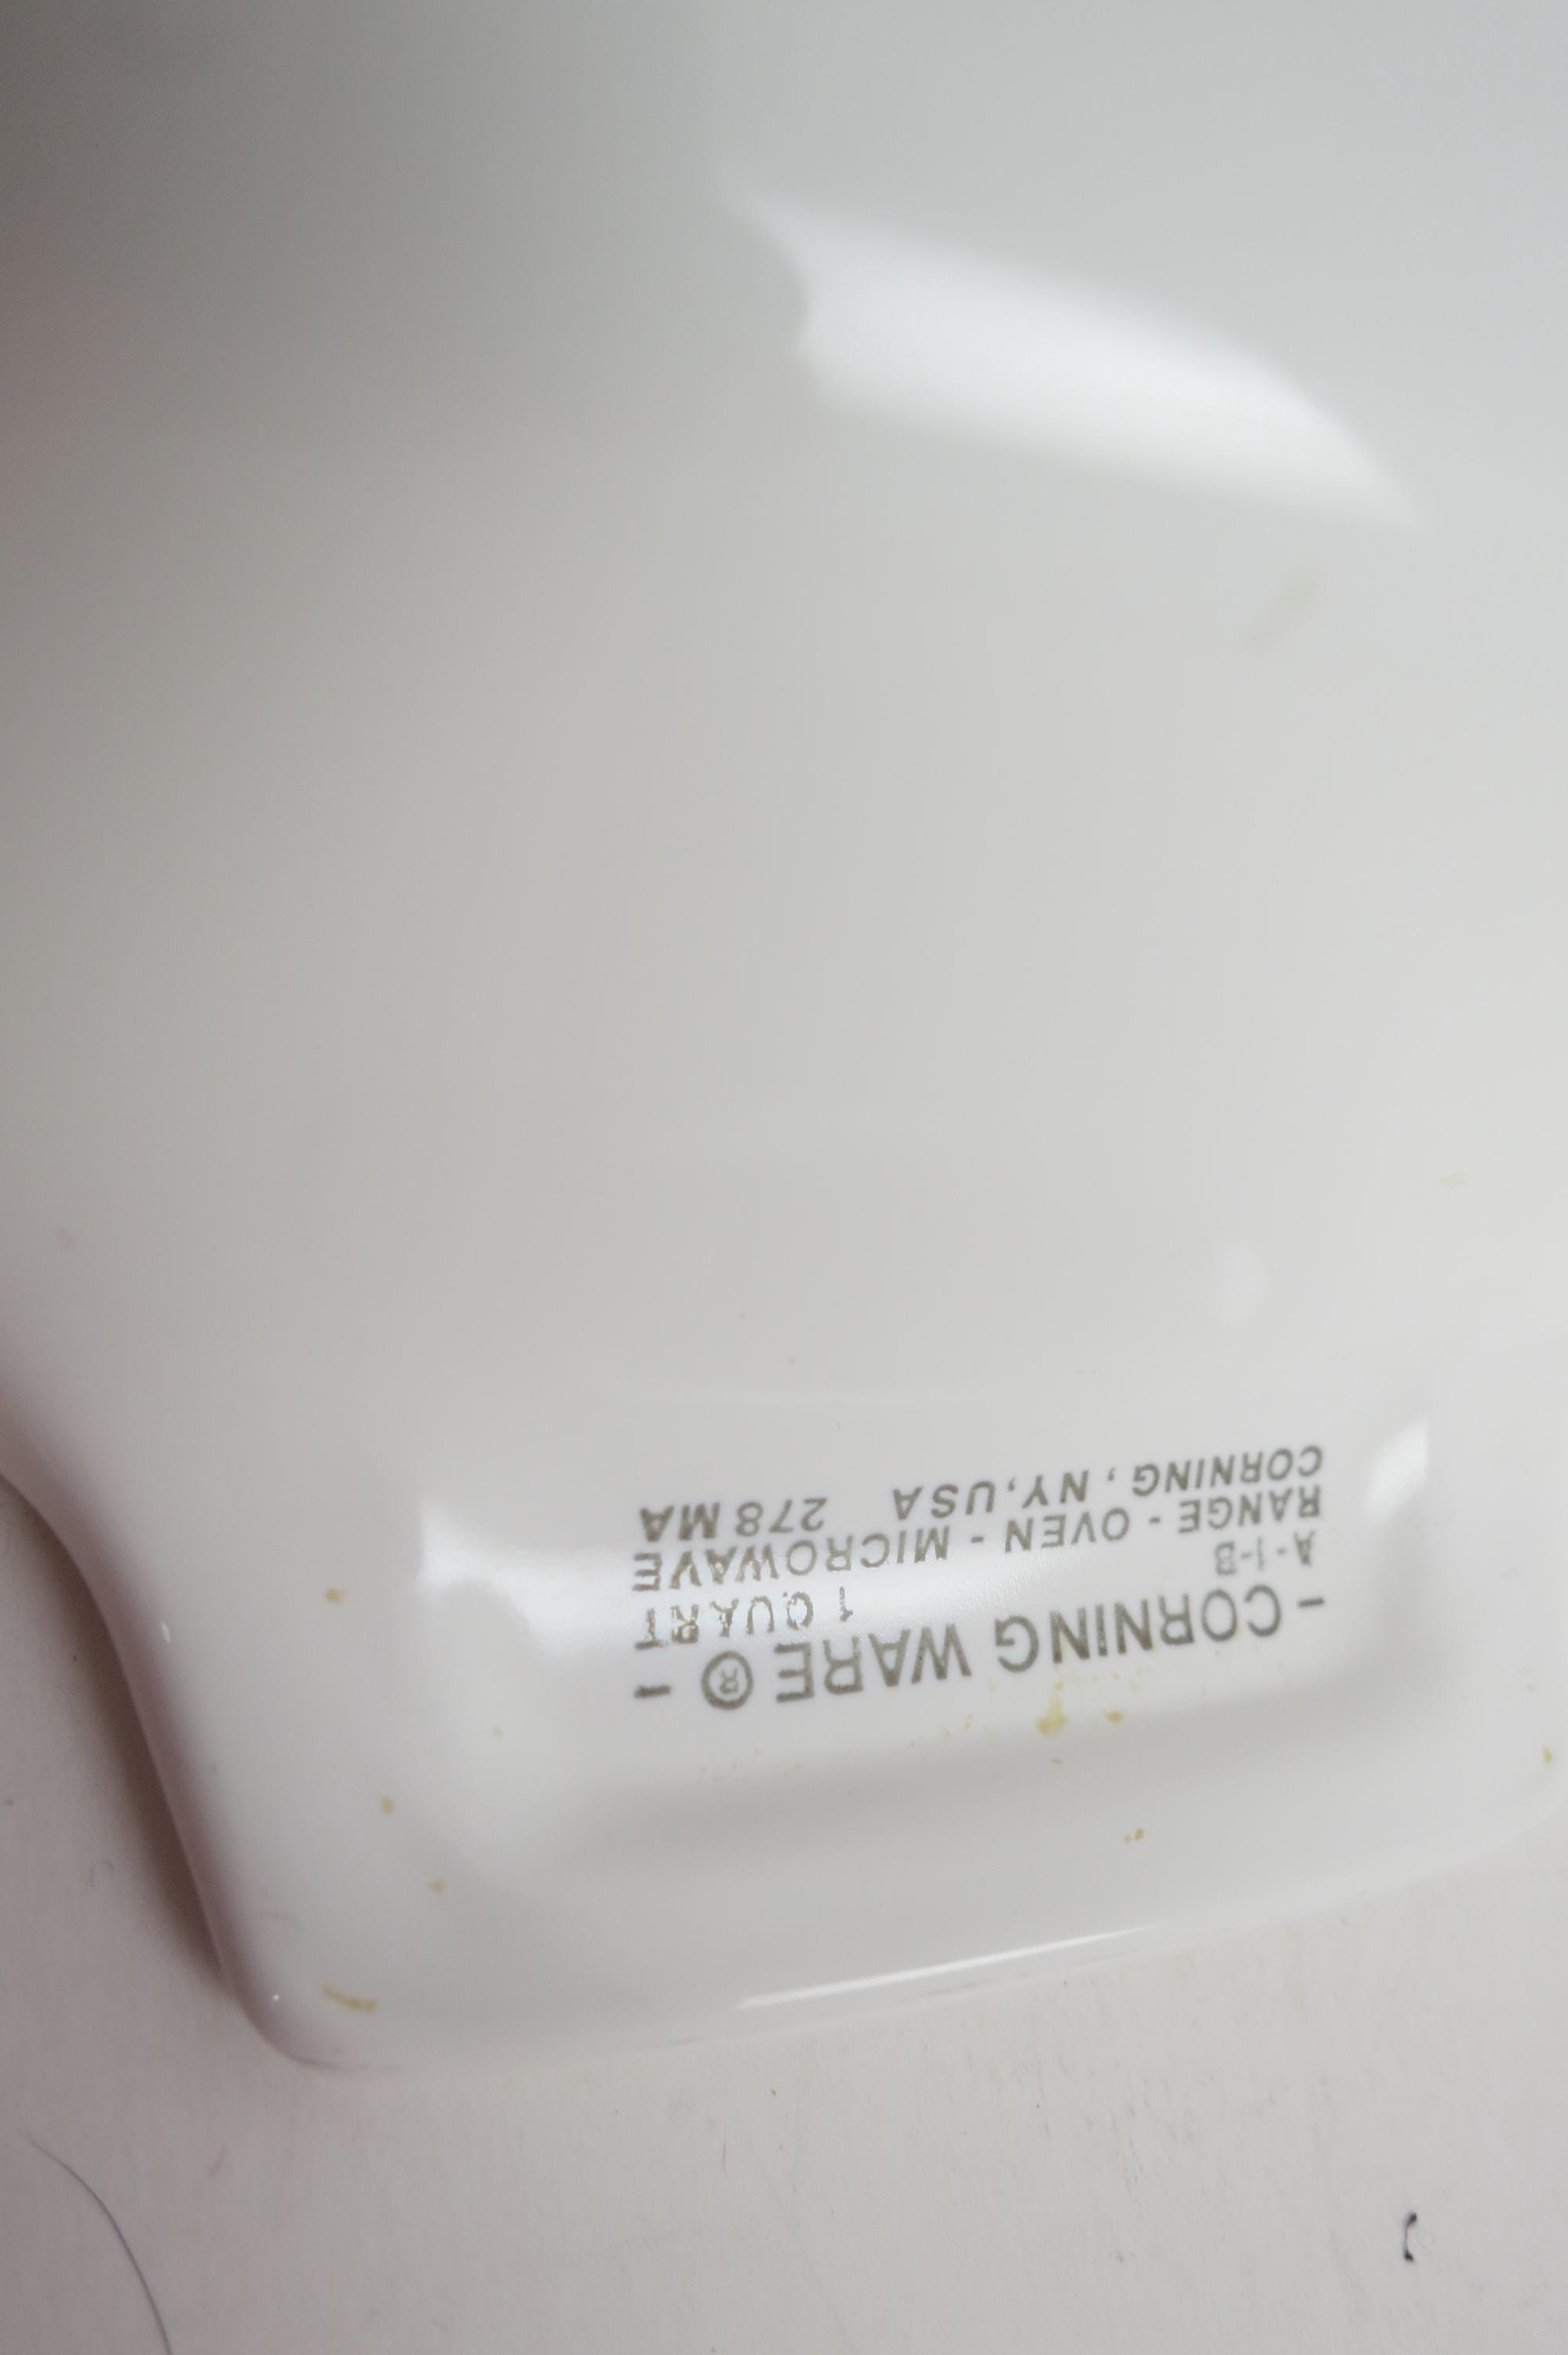 - CORNING WARE ® -
A-1-B 1 QUART
RANGE - OVEN - MICROWAVE
CORNING, NY, USA 278 MA